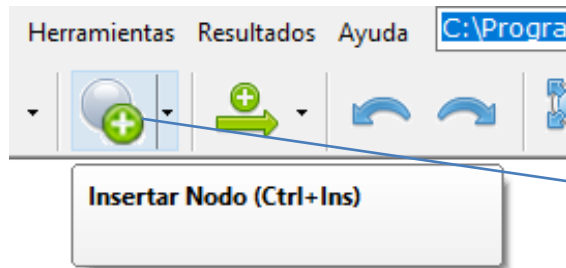 Herramientas Resultados Ayuda C:\Progra
Insertar Nodo (Ctrl+Ins)